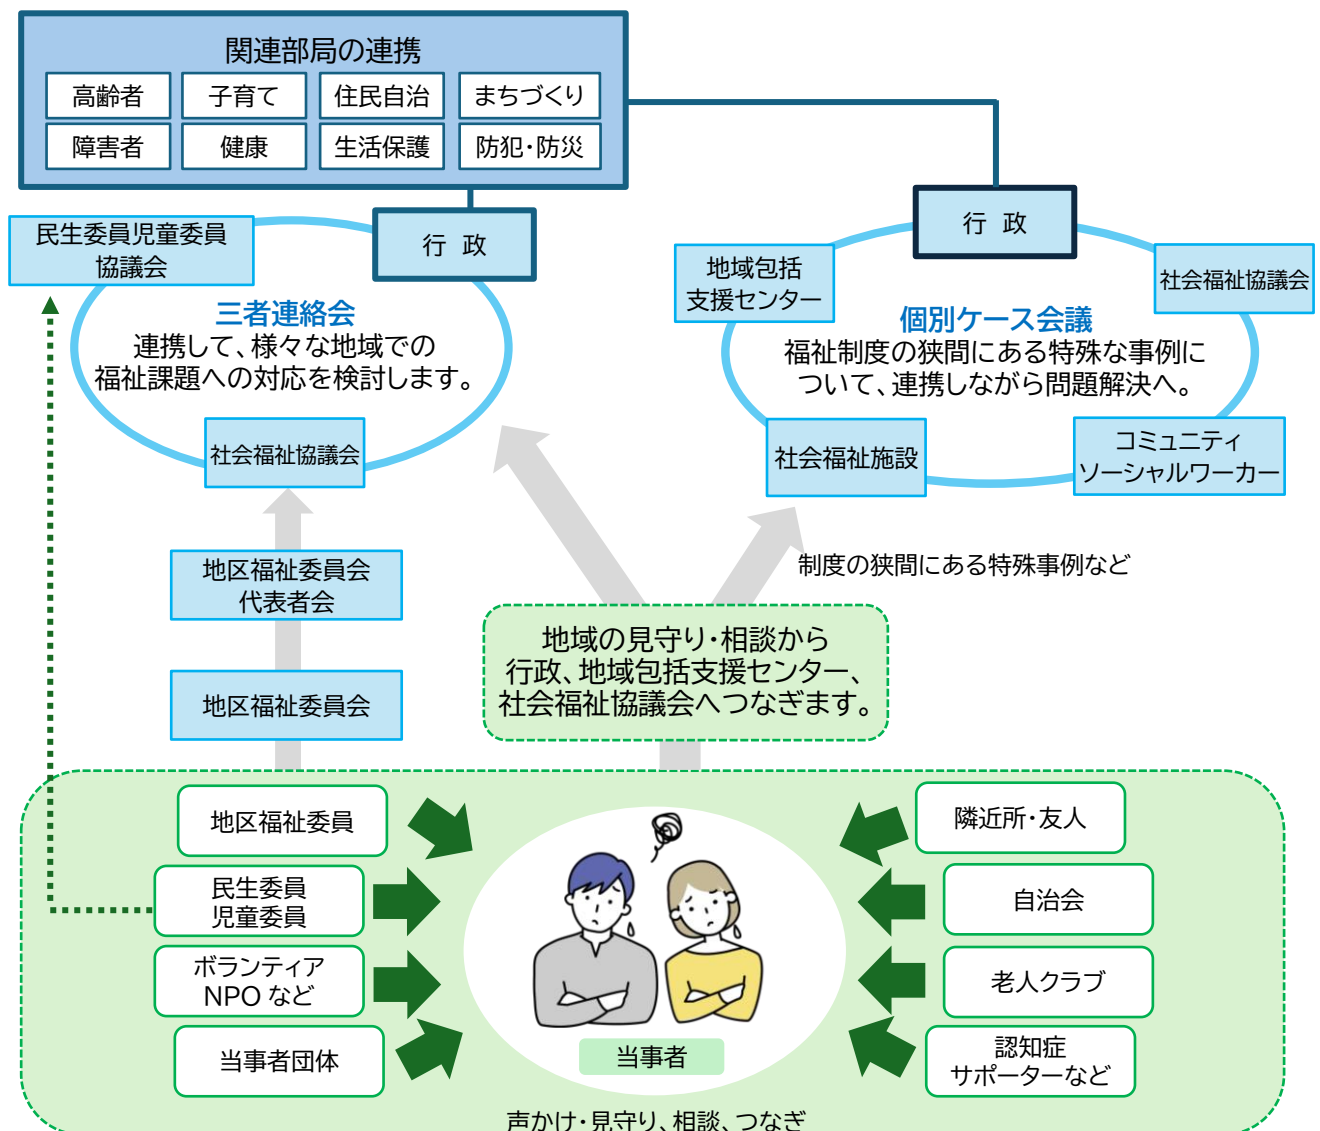 関連部局の連携
高齢者
子育て
住民自治
まちづくり
障害者
健康
生活保護
防犯・防災
民生委員児童委員
協議会
行 政
三者連絡会
連携して、様々な地域での
福祉課題への対応を検討します。
社会福祉協議会
行 政
地域包括
支援センター
社会福祉協議会
個別ケース会議
福祉制度の狭間にある特殊な事例に
ついて、連携しながら問題解決へ。
社会福祉施設
コミュニティ
ソーシャルワーカー
制度の狭間にある特殊事例など
地区福祉委員会
代表者会
地区福祉委員会
地域の見守り・相談から
行政、地域包括支援センター、
社会福祉協議会へつなぎます。
地区福祉委員
民生委員
児童委員
ボランティア
NPO など
当事者団体
隣近所・友人
自治会
老人クラブ
認知症
サポーターなど
当事者
声かけ・見守り、相談、つなぎ